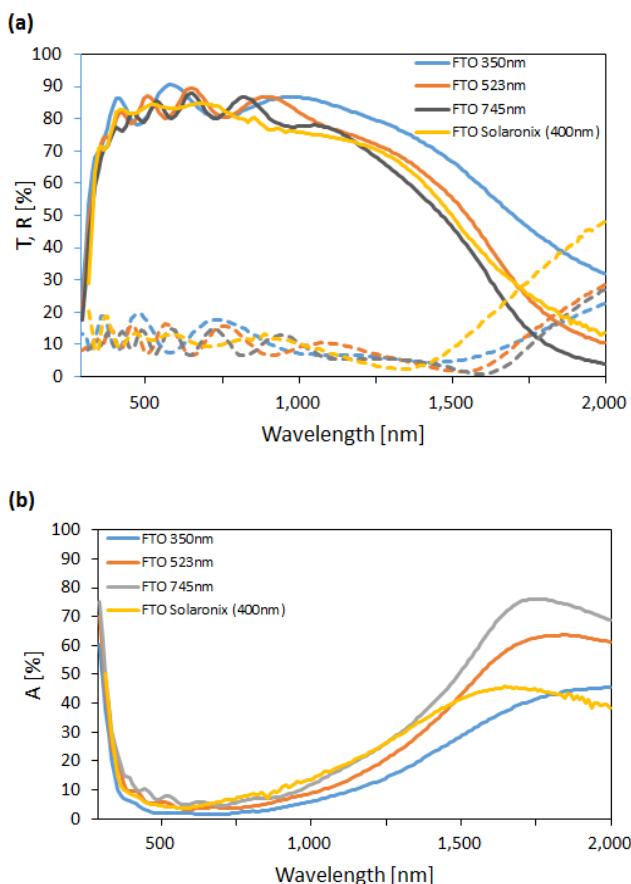 (a)
100
90
80
70
60
50
40
30
20
10
0
T, R [%]
FTO 350nm
FTO 523nm
FTO 745nm
FTO Solaronix (400nm)
500
1,000
1,500
2,000
Wavelength [nm]
(b)
100
90
80
70
60
50
40
30
20
10
0
A [%]
FTO 350nm
FTO 523nm
FTO 745nm
FTO Solaronix (400nm)
500
1,000
1,500
2,000
Wavelength [nm]